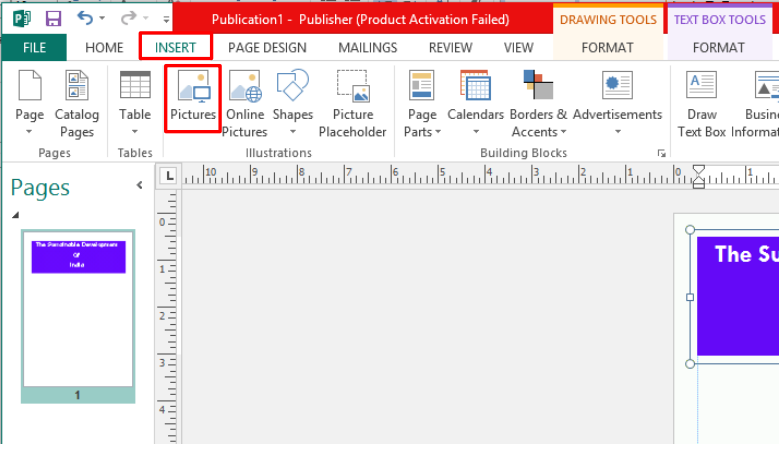 Publication1 - Publisher (Product Activation Failed)
DRAWING TOOLS
TEXT BOX TOOLS
FILE HOME INSERT PAGE DESIGN MAILINGS REVIEW VIEW FORMAT FORMAT
Page Catalog Pages
Table
Pictures Online Pictures Shapes Picture Placeholder
Page Parts Calendars Borders & Accents Advertisements
Draw Text Box
Pages Tables Illustrations Building Blocks
L 10 9 8 7 6 5 4 3 2 1 0 1
Pages
The Sustainable Development
Of
India
1
0
1
2
3
4
The Su